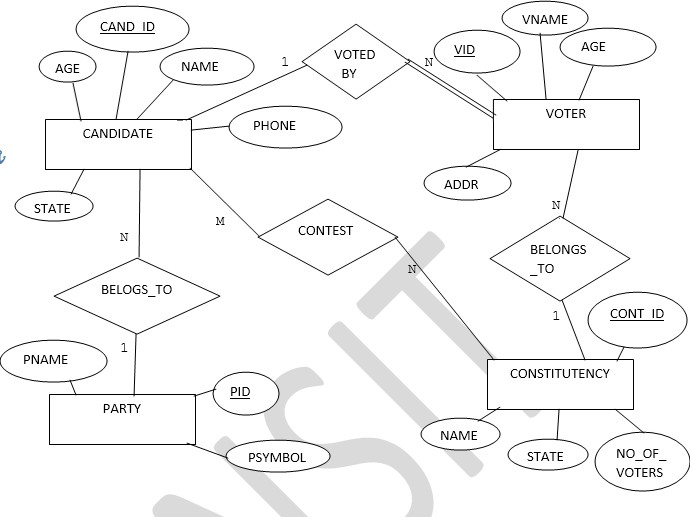 CAND_ID
VNAME
AGE
NAME
VOTED
BY
VID
AGE
1
N
CANDIDATE
PHONE
VOTER
STATE
ADDR
M
CONTEST
N
N
BELONGS
_TO
N
BELOGS_TO
1
CONT_ID
1
PNAME
CONSTITUTENCY
PID
PARTY
NAME
STATE
NO_OF_
VOTERS
PSYMBOL